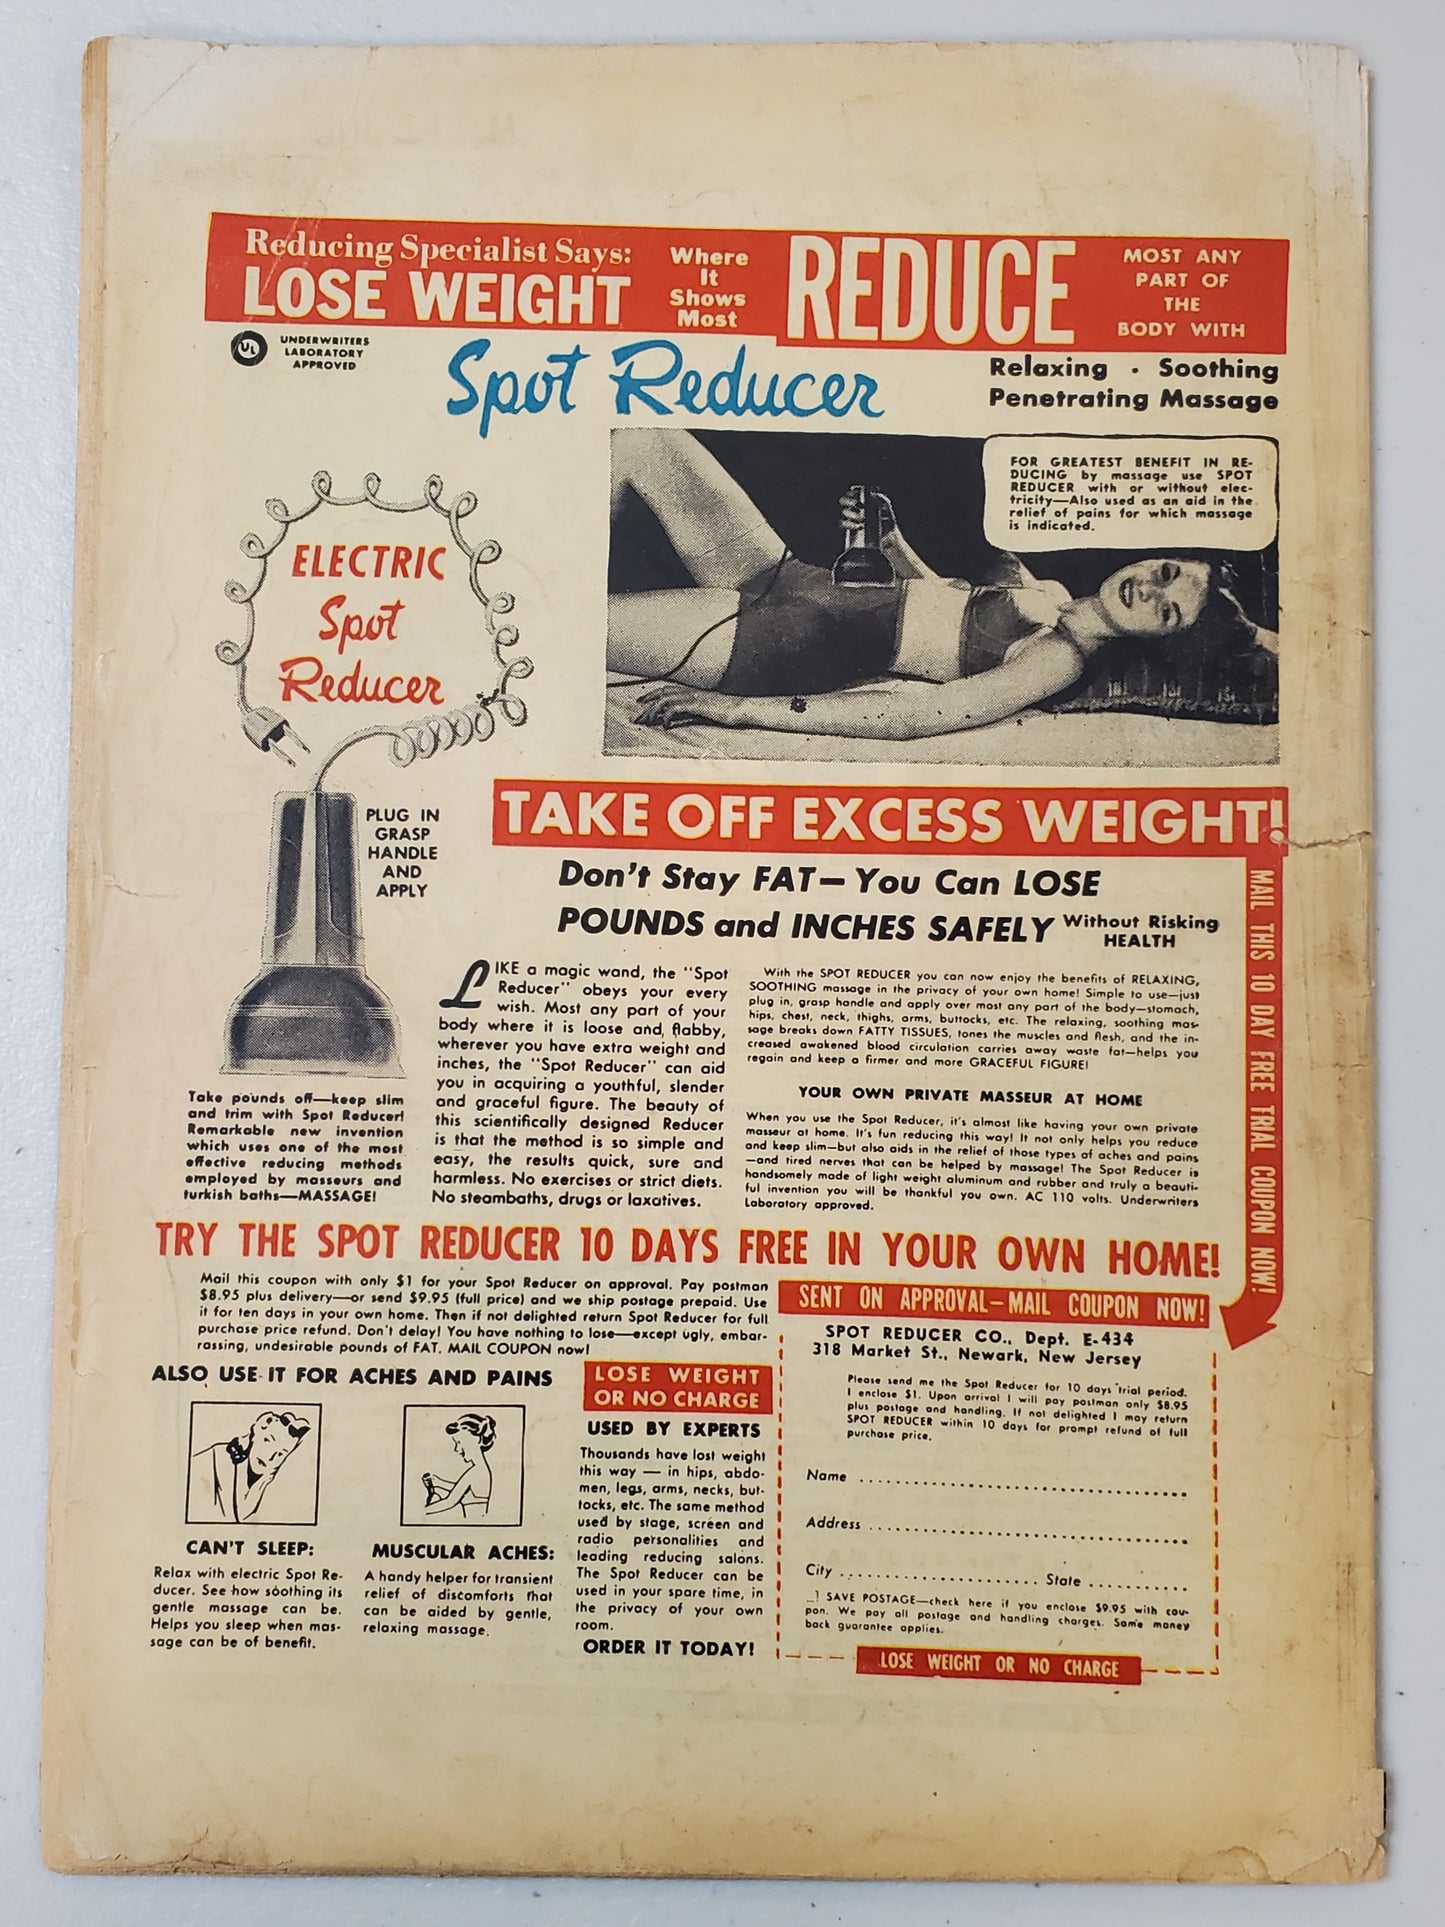 Reducing Specialist Says:
LOSE WEIGHT
Where
It
Shows
Most
REDUCE
MOST ANY
PART OF
THE
BODY WITH
UL
UNDERWRITERS
LABORATORY
APPROVED
Spot Reducer
Relaxing · Soothing
Penetrating Massage
FOR GREATEST BENEFIT IN RE-
DUCING by massage use SPOT
REDUCER with or without elec-
tricity—Also used as an aid in the
relief of pains for which massage
is indicated.
ELECTRIC
Spot
Reducer
PLUG IN
GRASP
HANDLE
AND
APPLY
TAKE OFF EXCESS WEIGHT!
Don't Stay FAT—You Can LOSE
POUNDS and INCHES SAFELY Without Risking
HEALTH
MAIL THIS 10 DAY FREE TRIAL COUPON NOW!
Take pounds off—keep slim
and trim with Spot Reducer!
Remarkable new invention
which uses one of the most
effective reducing methods
employed by masseurs and
turkish baths—MASSAGE!
LIKE a magic wand, the "Spot
Reducer" obeys your every
wish. Most any part of your
body where it is loose and flabby,
wherever you have extra weight and
inches, the "Spot Reducer" can aid
you in acquiring a youthful, slender
and graceful figure. The beauty of
this scientifically designed Reducer
is that the method is so simple and
easy, the results quick, sure and
harmless. No exercises or strict diets.
No steambaths, drugs or laxatives.
With the SPOT REDUCER you can now enjoy the benefits of RELAXING,
SOOTHING massage in the privacy of your own home! Simple to use—just
plug in, grasp handle and apply over most any part of the body—stomach,
hips, chest, neck, thighs, arms, buttocks, etc. The relaxing, soothing mas-
sage breaks down FATTY TISSUES, tones the muscles and flesh, and the in-
creased awakened blood circulation carries away waste fat—helps you
regain and keep a firmer and more GRACEFUL FIGURE!
YOUR OWN PRIVATE MASSEUR AT HOME
When you use the Spot Reducer, it's almost like having your own private
masseur at home. It's fun reducing this way! It not only helps you reduce
and keep slim—but also aids in the relief of those types of aches and pains
—and tired nerves that can be helped by massage! The Spot Reducer is
handsomely made of light weight aluminum and rubber and truly a beauti-
ful invention you will be thankful you own. AC 110 volts. Underwriters
Laboratory approved.
TRY THE SPOT REDUCER 10 DAYS FREE IN YOUR OWN HOME!
Mail this coupon with only $1 for your Spot Reducer on approval. Pay postman
$8.95 plus delivery—or send $9.95 (full price) and we ship postage prepaid. Use
it for ten days in your own home. Then if not delighted return Spot Reducer for full
purchase price refund. Don't delay! You have nothing to lose—except ugly, embar-
rassing, undesirable pounds of FAT. MAIL COUPON now!
ALSO USE IT FOR ACHES AND PAINS
CAN'T SLEEP:
Relax with electric Spot Re-
ducer. See how soothing its
gentle massage can be.
Helps you sleep when mas-
sage can be of benefit.
MUSCULAR ACHES:
A handy helper for transient
relief of discomforts that
can be aided by gentle,
relaxing massage.
LOSE WEIGHT
OR NO CHARGE
USED BY EXPERTS
Thousands have lost weight
this way — in hips, abdo-
men, legs, arms, necks, but-
tocks, etc. The same method
used by stage, screen and
radio personalities and
leading reducing salons.
The Spot Reducer can be
used in your spare time, in
the privacy of your own
room.
ORDER IT TODAY!
SENT ON APPROVAL—MAIL COUPON NOW!
SPOT REDUCER CO., Dept. E-434
318 Market St., Newark, New Jersey
Please send me the Spot Reducer for 10 days trial period.
I enclose $1. Upon arrival I will pay postman only $8.95
plus postage and handling. If not delighted I may return
SPOT REDUCER within 10 days for prompt refund of full
purchase price.
Name
Address
City State
SAVE POSTAGE—check here if you enclose $9.95 with cou-
pon. We pay all postage and handling charges. Same money
back guarantee applies.
LOSE WEIGHT OR NO CHARGE